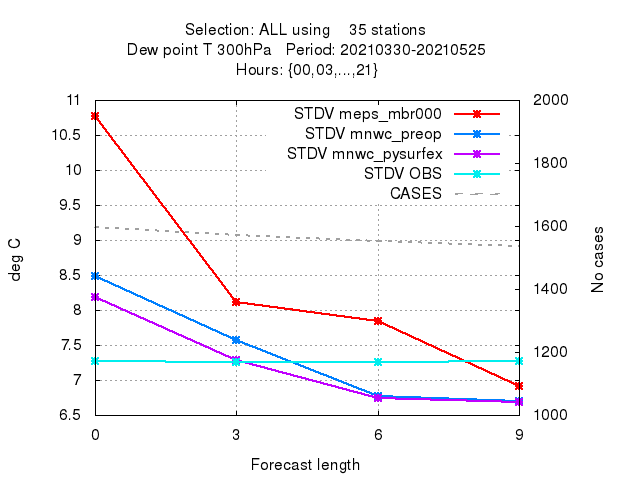 Selection: ALL using 35 stations
Dew point T 300hPa Period: 20210330-20210525
Hours: {00,03,...,21}
STDV meps_mbr000
STDV mnwc_preop
STDV mnwc_pysurfex
STDV OBS
CASES
deg C
11
10.5
10
9.5
9
8.5
8
7.5
7
6.5
2000
1800
1600
1400
1200
1000
No cases
0 3 6 9
Forecast length